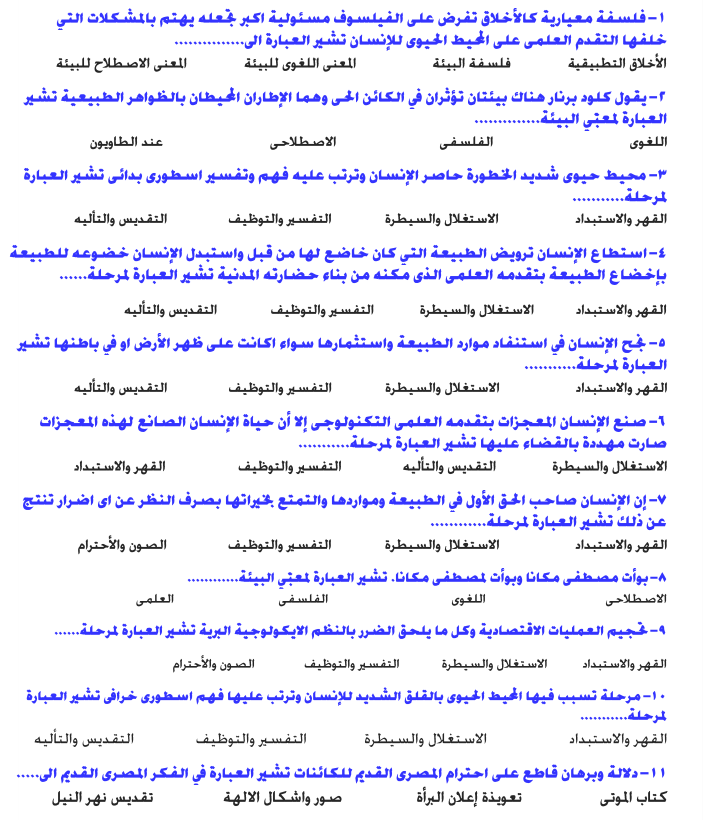 ١- فلسفة معيارية كالأخلاق تفرض على الفيلسوف مسئولية اكبر تجعله يهتم بالمشكلات التي
خلفها التقدم العلمى على المحيط الحيوى للإنسان تشير العبارة الى...............
الأخلاق التطبيقية فلسفة البيئة المعنى اللغوى للبيئة المعنى الاصطلاح للبيئة
٢- يقول كلود برنار هناك بيئتان تؤثران في الكائن الحى وهما الإطاران المحيطان بالظواهر الطبيعية تشير
العبارة لمعني البيئة..............
اللغوى الفلسفى الاصطلاحى عند الطاويون
٣- محيط حيوى شديد الخطورة حاصر الإنسان وترتب عليه فهم وتفسير اسطورى بدائى تشير العبارة
لمرحلة...........
القهر والاستبداد الاستغلال والسيطرة التفسير والتوظيف التقديس والتأليه
٤- استطاع الإنسان ترويض الطبيعة التي كان خاضع لها من قبل واستبدل الإنسان خضوعه للطبيعة
بإخضاع الطبيعة بتقدمه العلمى الذى مكنه من بناء حضارته المدنية تشير العبارة لمرحلة......
القهر والاستبداد الاستغلال والسيطرة التفسير والتوظيف التقديس والتأليه
٥- نجح الإنسان في استنفاد موارد الطبيعة واستثمارها سواء اكانت على ظهر الأرض او في باطنها تشير
العبارة لمرحلة...........
القهر والاستبداد الاستغلال والسيطرة التفسير والتوظيف التقديس والتأليه
٦- صنع الإنسان المعجزات بتقدمه العلمى التكنولوجى إلا أن حياة الإنسان الصانع لهذه المعجزات
صارت مهددة بالقضاء عليها تشير العبارة لمرحلة...........
الاستغلال والسيطرة التقديس والتأليه التفسير والتوظيف القهر والاستبداد
٧- إن الإنسان صاحب الحق الأول في الطبيعة ومواردها والتمتع بخيراتها بصرف النظر عن اى اضرار تنتج
عن ذلك تشير العبارة لمرحلة............
القهر والاستبداد الاستغلال والسيطرة التفسير والتوظيف الصون والأحترام
٨- بوأت مصطفى مكانا وبوأت لمصطفى مكانا. تشير العبارة لمعني البيئة...........
الاصطلاحى اللغوى الفلسفى العلمى
٩- تحجيم العمليات الاقتصادية وكل ما يلحق الضرر بالنظم الايكولوجية البرية تشير العبارة لمرحلة......
القهر والاستبداد الاستغلال والسيطرة التفسير والتوظيف الصون والأحترام
١٠- مرحلة تسبب فيها المحيط الحيوى بالقلق الشديد للإنسان وترتب عليها فهم اسطورى خرافى تشير العبارة
لمرحلة...........
القهر والاستبداد الاستغلال والسيطرة التفسير والتوظيف التقديس والتأليه
١١- دلالة وبرهان قاطع على احترام المصرى القديم للكائنات تشير العبارة في الفكر المصرى القديم الى.....
كتاب الموتى تعويذة إعلان البرأة صور واشكال الالهة تقديس نهر النيل